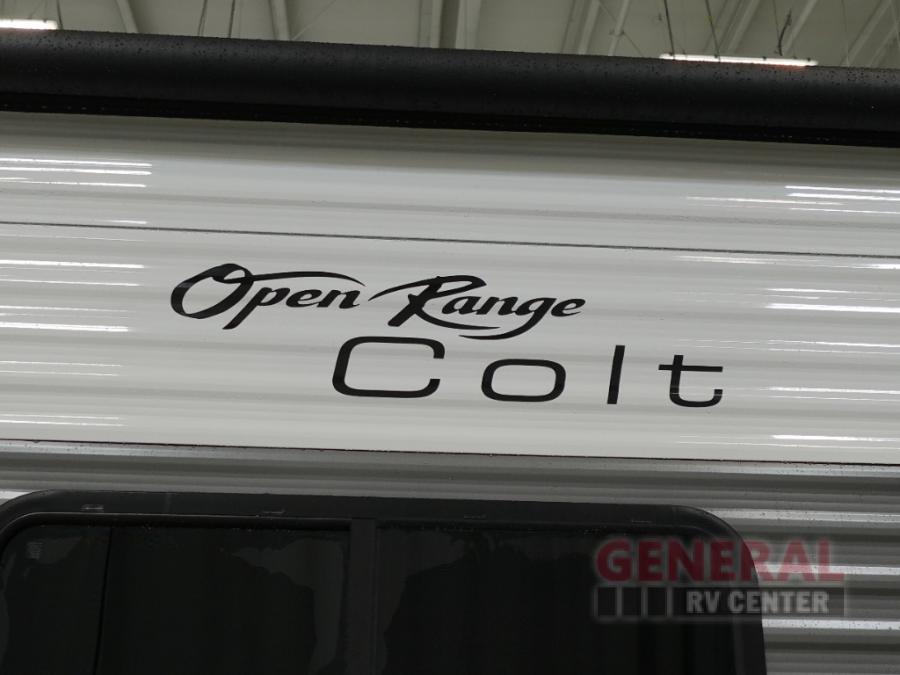 Open Range
Colt
GENERAL
RV CENTER